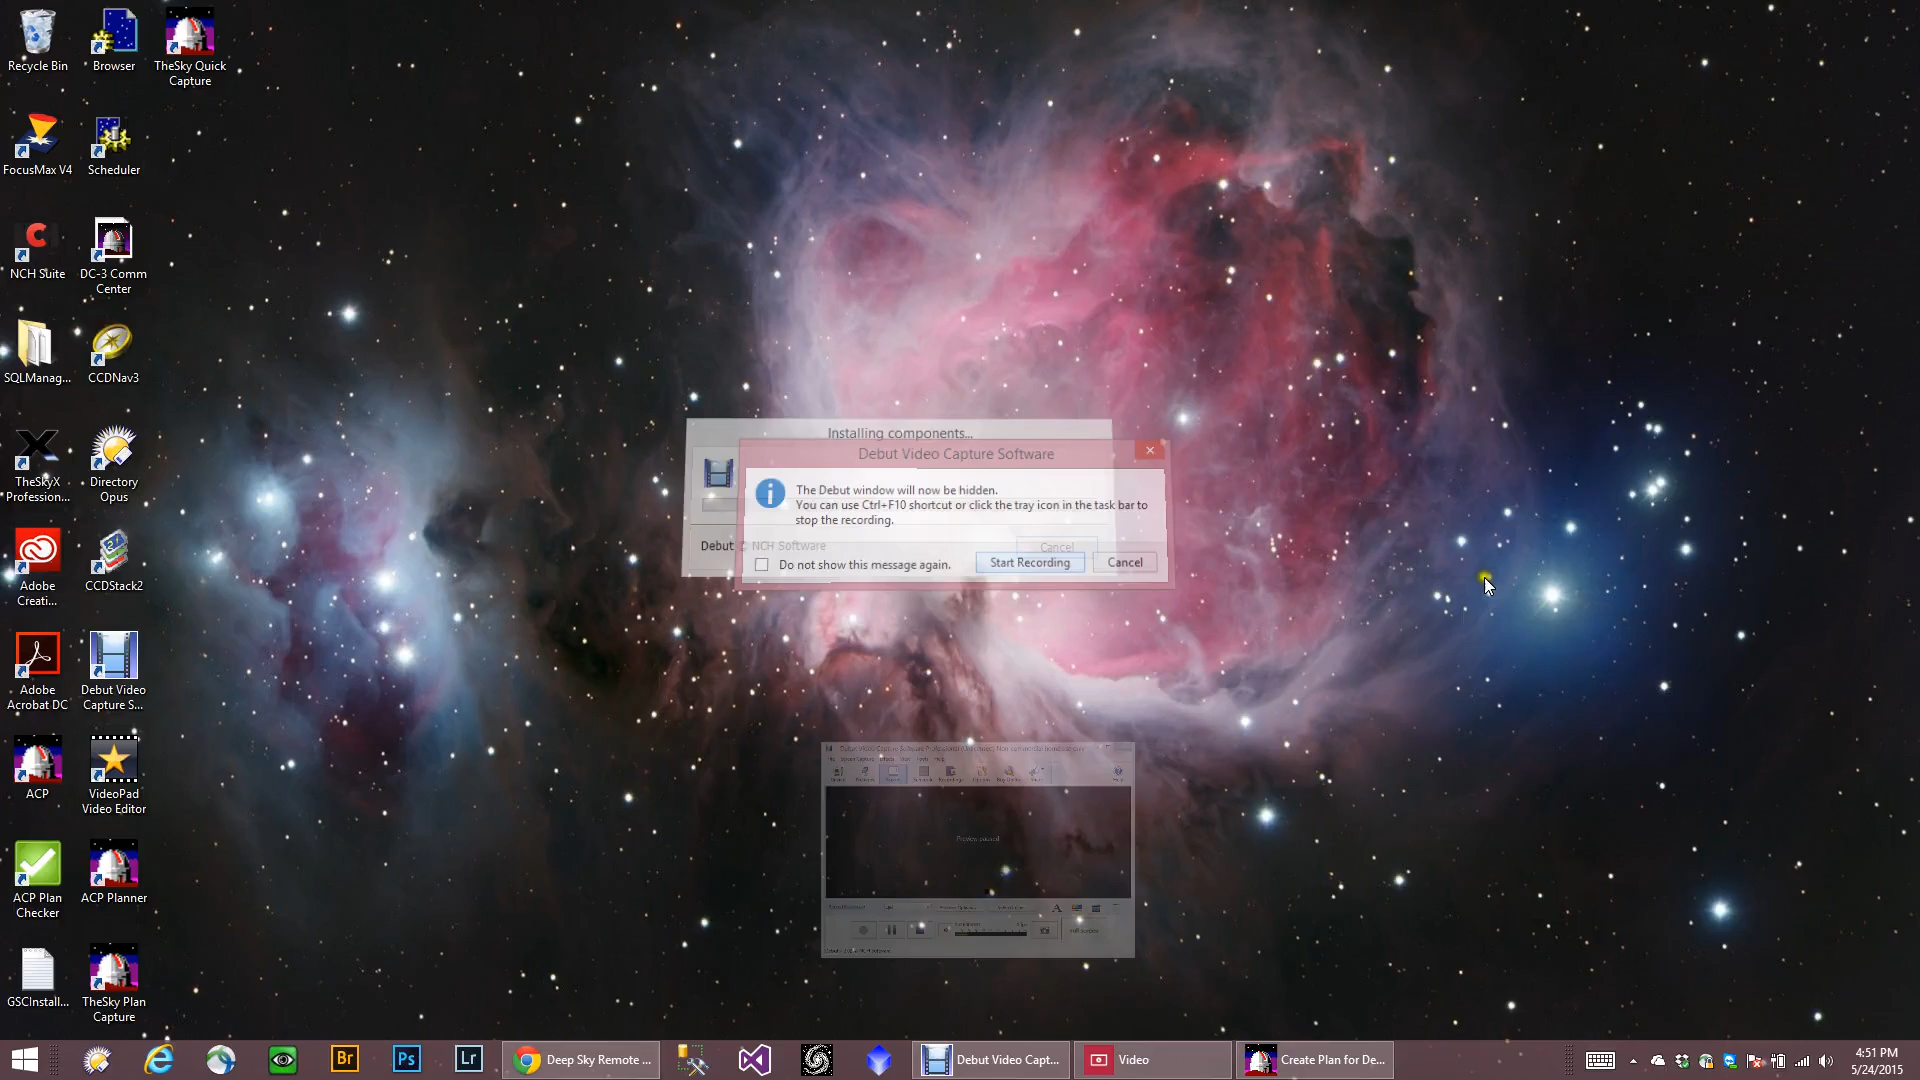 Recycle Bin
Browser
TheSky Quick
Capture
FocusMax V4
Scheduler
NCH Suite
DC-3 Comm
Center
SQLManag...
CCDNav3
TheSkyX
Profession...
Directory
Opus
Adobe
Creati...
CCDStack2
Adobe
Acrobat DC
Debut Video
Capture S...
ACP
VideoPad
Video Editor
ACP Plan
Checker
ACP Planner
GSCInstall...
TheSky Plan
Capture
Installing components...
Debut Video Capture Software
The Debut window will now be hidden.
You can use Ctrl+F10 shortcut or click the tray icon in the task bar to
stop the recording.
Debut
NCH Software
Cancel
Do not show this message again.
Start Recording
Cancel
Preview paused
Br
Ps
Lr
Deep Sky Remote ...
Debut Video Capt...
Video
Create Plan for De...
4:51 PM
5/24/2015